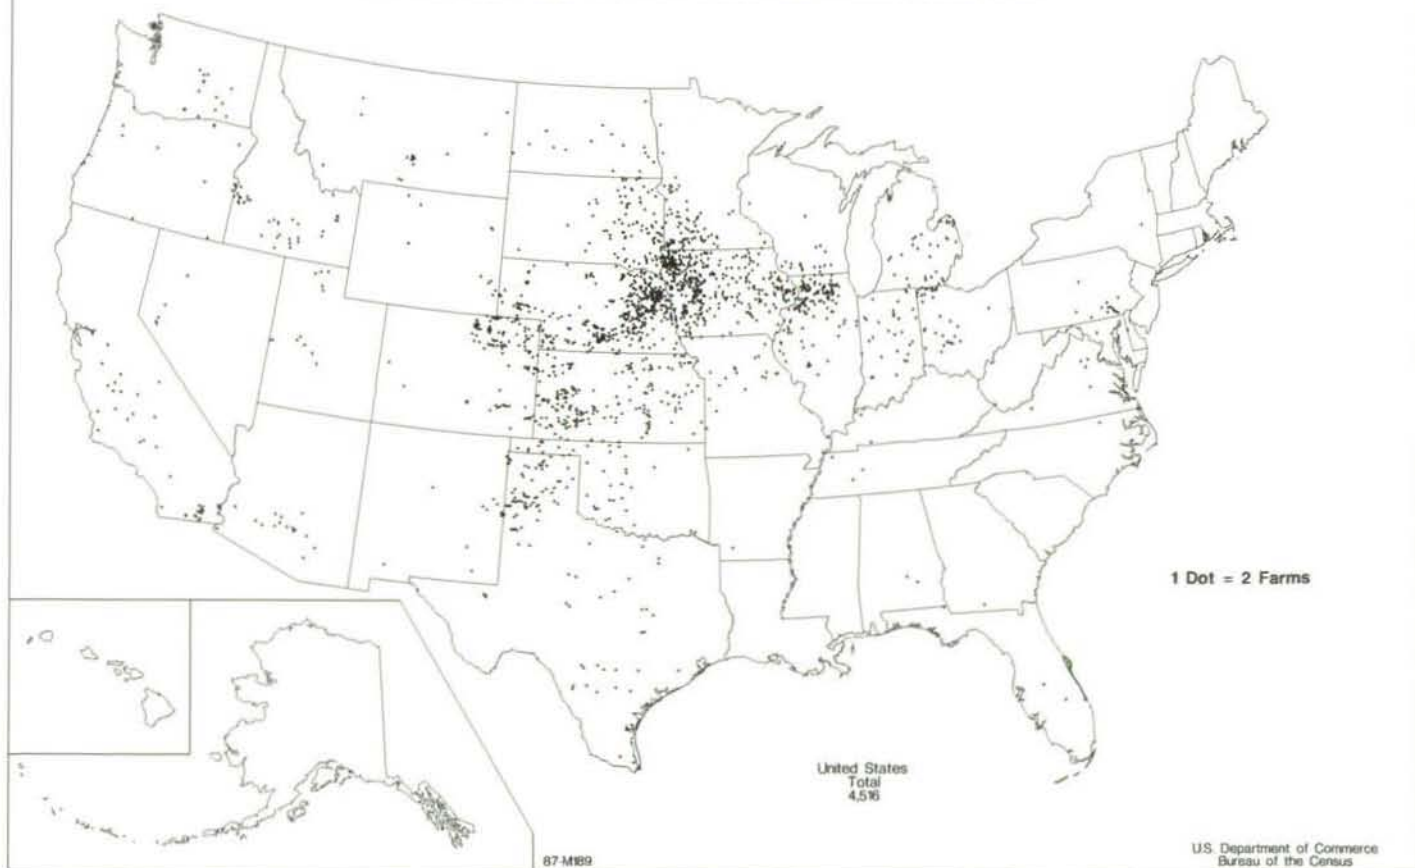 1 Dot = 2 Farms
United States
Total
4,516
87-M189
U.S. Department of Commerce
Bureau of the Census